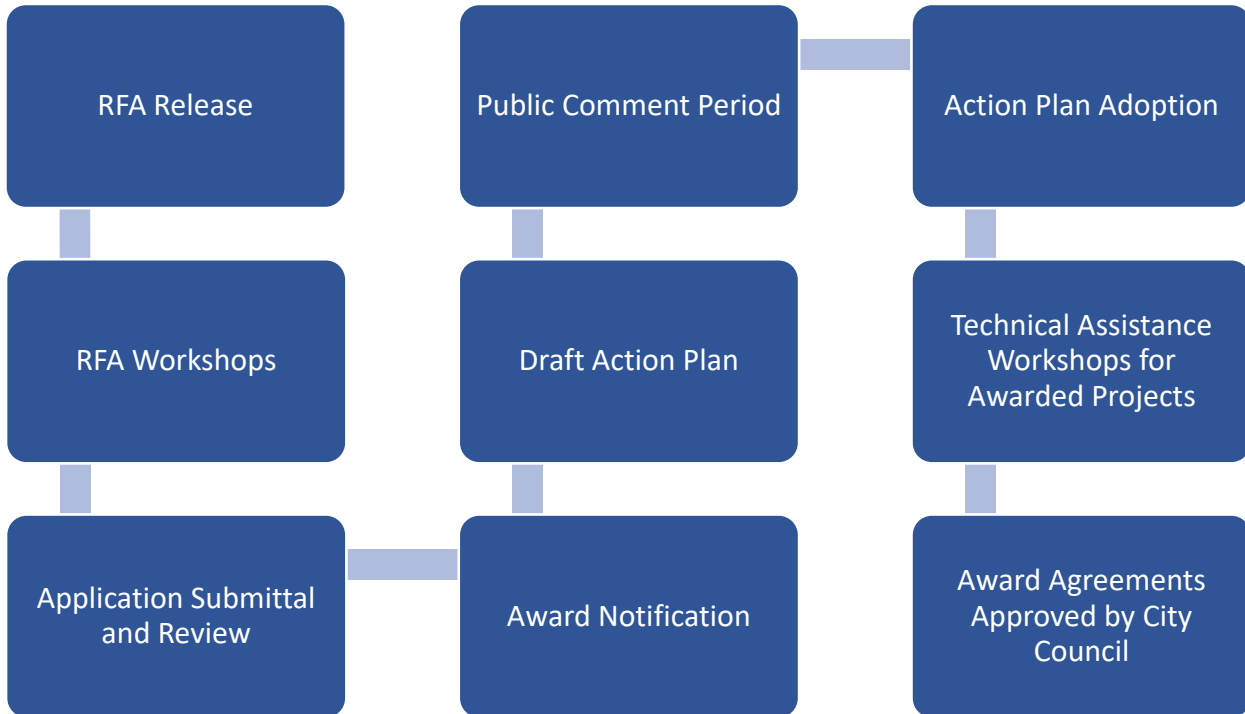 RFA Release
RFA Workshops
Application Submittal
and Review
Award Notification
Draft Action Plan
Public Comment Period
Action Plan Adoption
Technical Assistance
Workshops for
Awarded Projects
Award Agreements
Approved by City
Council